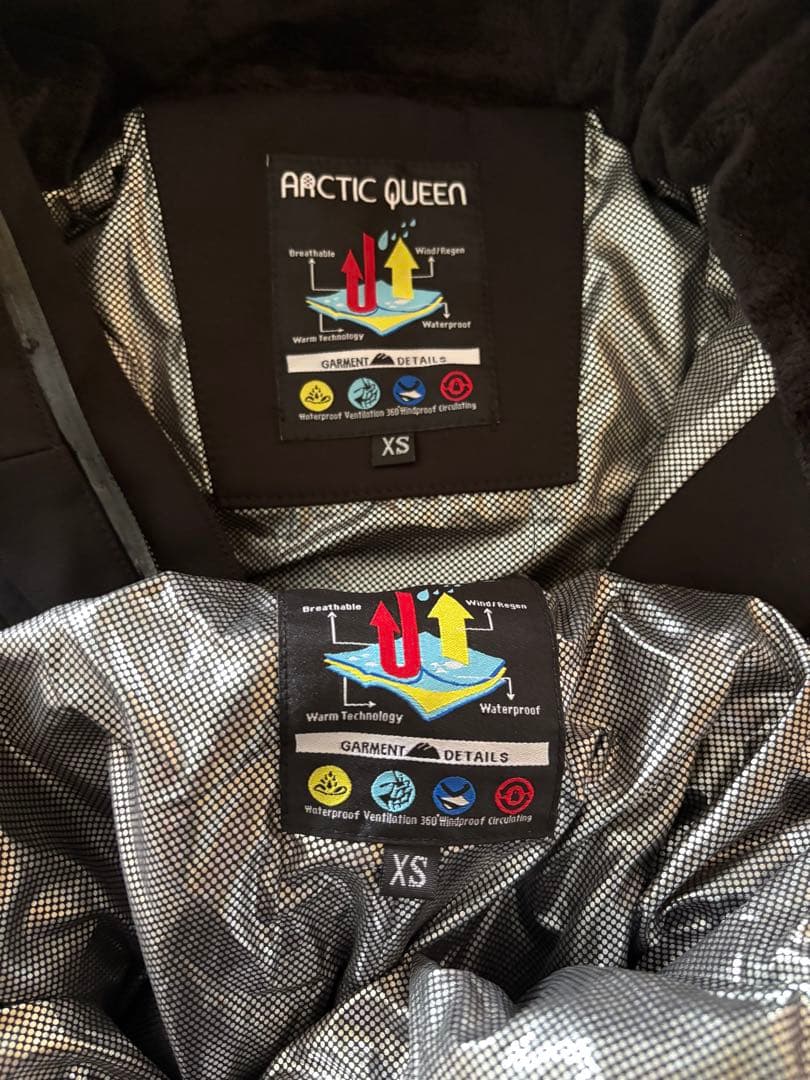 ARCTIC QUEEN
Breathable Wind/Regen
Warm Technology Waterproof
GARMENT DETAILS
Waterproof Ventilation 360°Windproof Circulating
XS
Breathable Wind/Regen
Warm Technology Waterproof
GARMENT DETAILS
Waterproof Ventilation 360°Windproof Circulating
XS